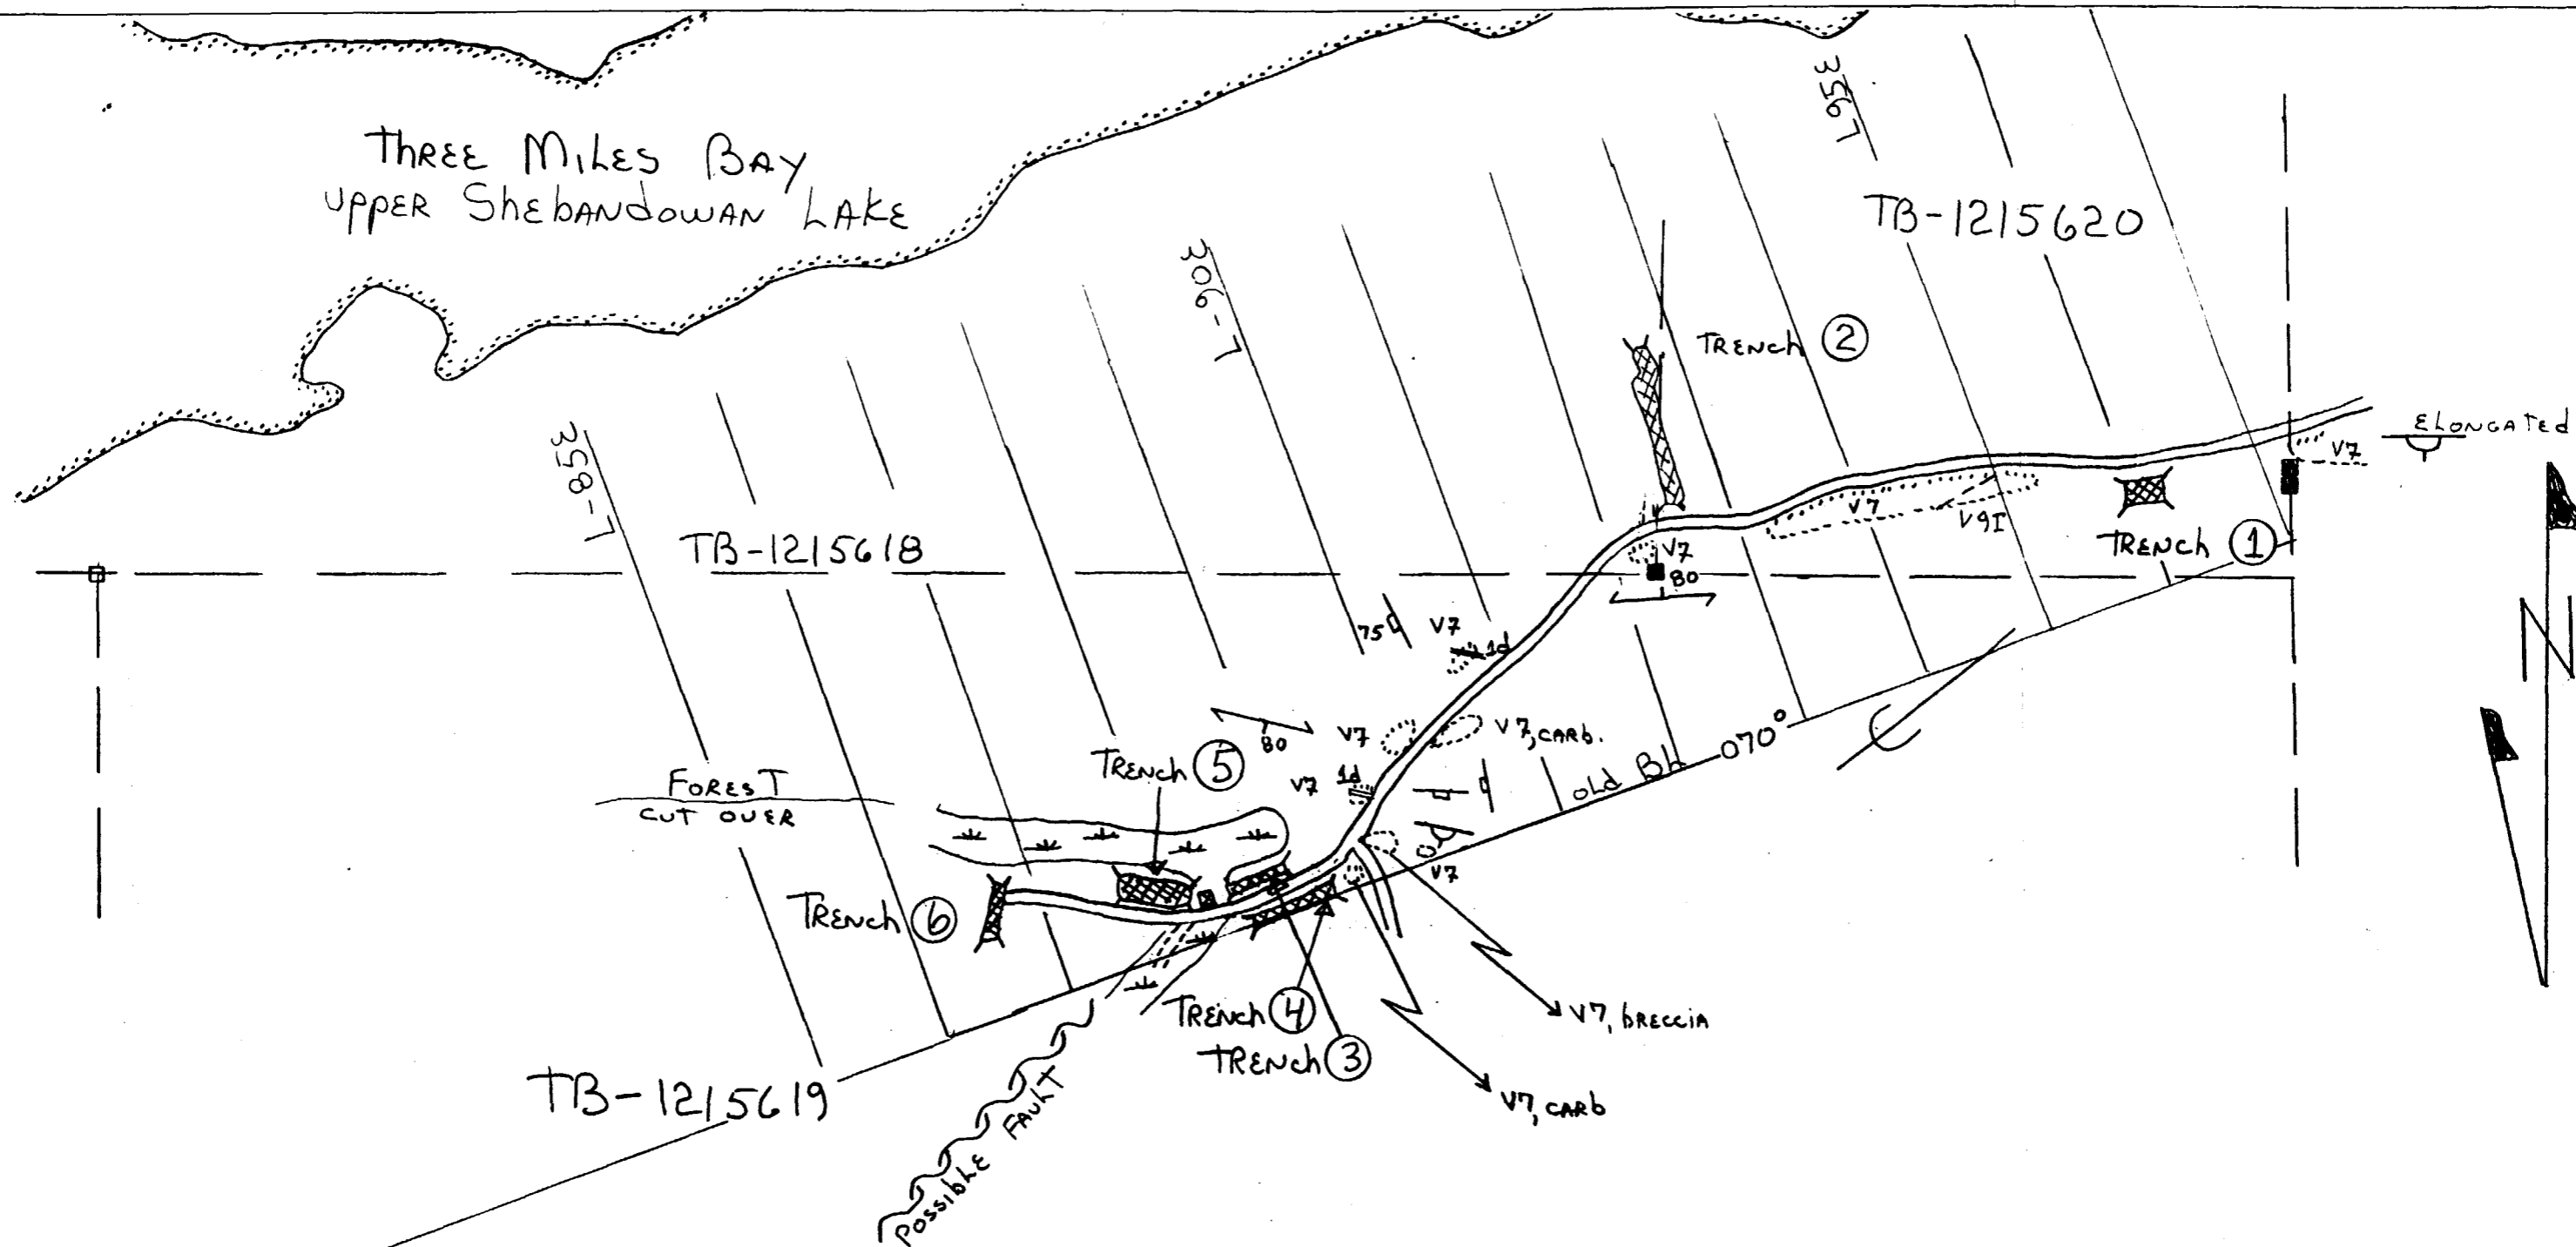 THREE MILES BAY
UPPER SHEBANDOWAN LAKE
L95E
TB-1215620
L-90E
TRENCH 2
L-85E
ELONGATED
V7
V7
V9I
TRENCH 1
TB-1215618
V7
80
75
V7
1d
N
80
V7
V7, CARB.
070°
OLD BL
TRENCH 5
V7
1d
FOREST
CUT OVER
V7
TRENCH 6
TRENCH 4
TRENCH 3
V7, BRECCIA
V7, CARB
TB-1215619
POSSIBLE FAULT